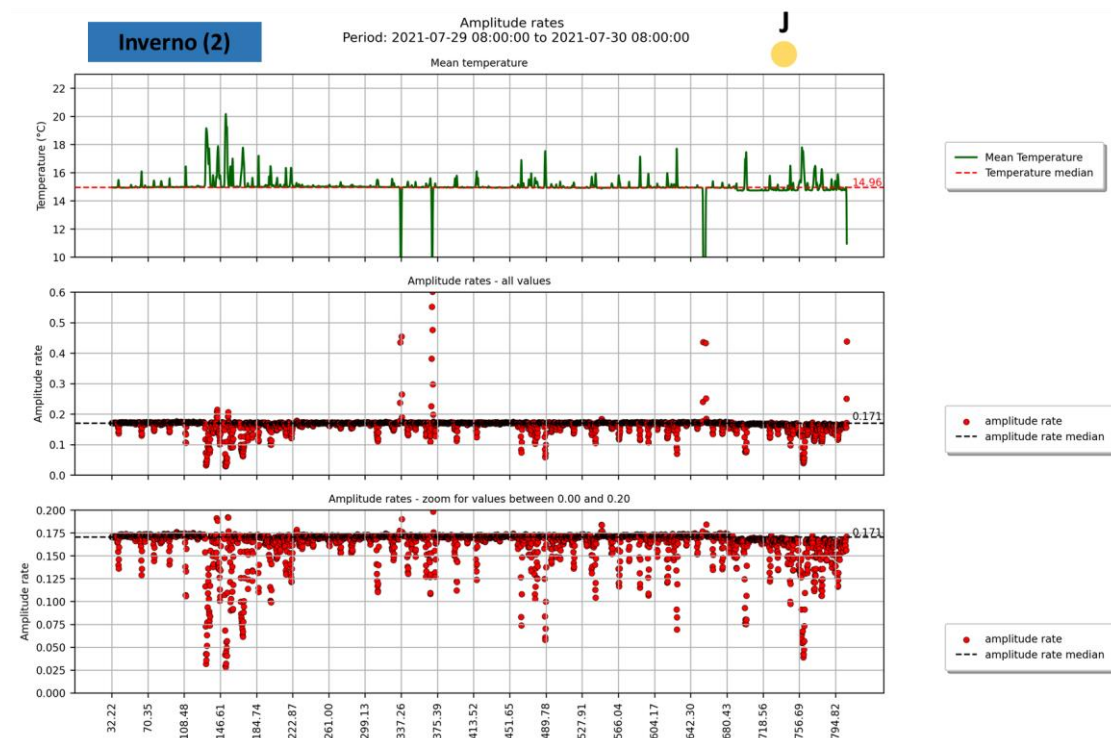 Inverno (2)
Amplitude rates
Period: 2021-07-29 08:00:00 to 2021-07-30 08:00:00
J
Mean temperature
Temperature (°C)
22
20
18
16
14
12
10
14.96
Mean Temperature
Temperature median
Amplitude rates - all values
Amplitude rate
0.6
0.5
0.4
0.3
0.2
0.1
0.0
0.171
amplitude rate
amplitude rate median
Amplitude rates - zoom for values between 0.00 and 0.20
Amplitude rate
0.200
0.175
0.150
0.125
0.100
0.075
0.050
0.025
0.000
0.171
amplitude rate
amplitude rate median
32.22
70.35
108.48
146.61
184.74
222.87
261.00
299.13
337.26
375.39
413.52
451.65
489.78
527.91
566.04
604.17
642.30
680.43
718.56
756.69
794.82